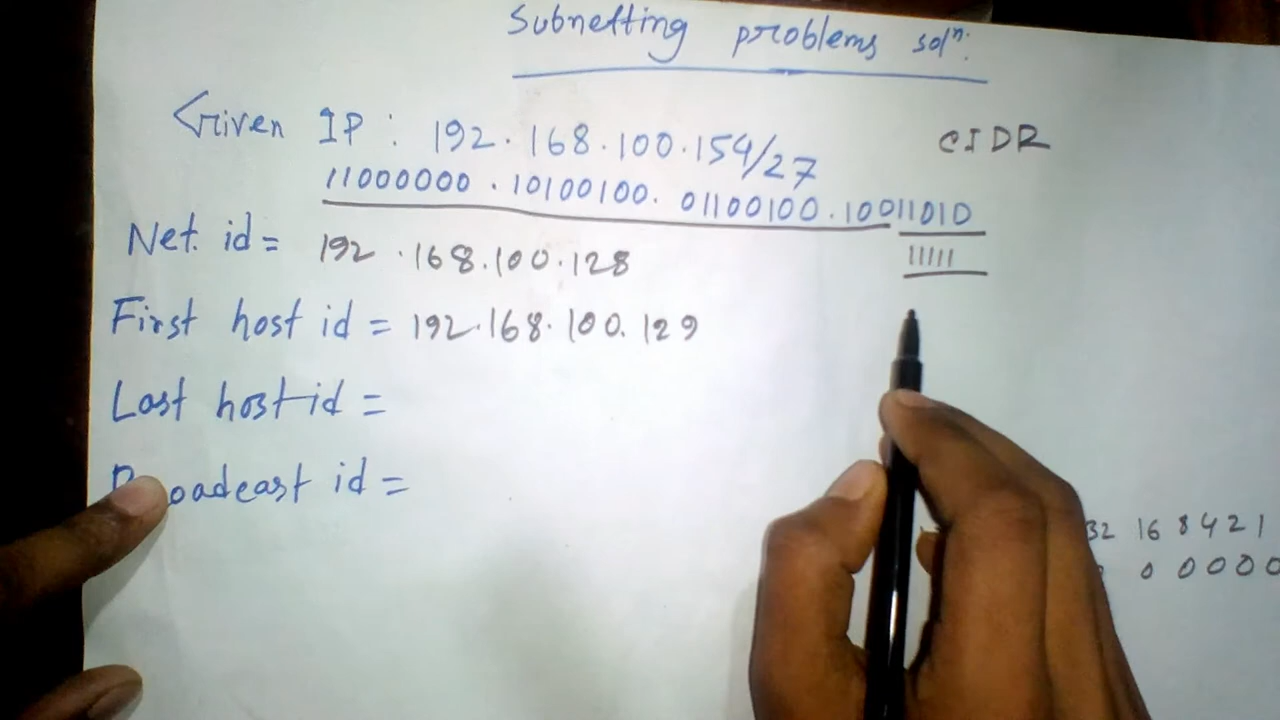 Subnetting problems solⁿ:
Given IP: 192.168.100.154/27
CIDR
11000000.10100100.01100100.10011010
11111
Net. id = 192.168.100.128
First host id = 192.168.100.129
Last host id =
Broadcast id =
32 16 8 4 2 1
0 0 0 0 0